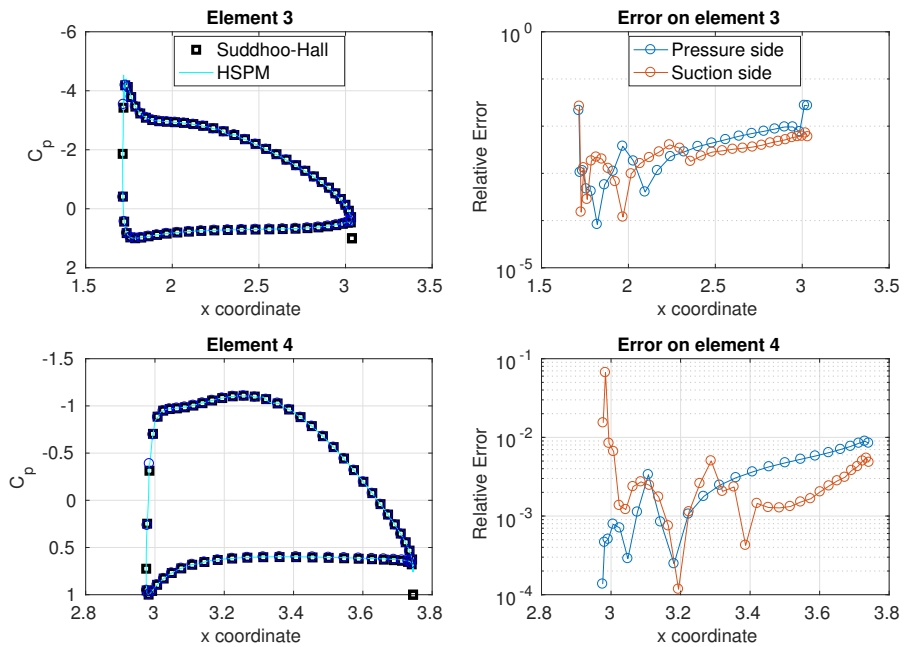 Element 3
-6
-4
-2
0
2
C_p
Suddhoo-Hall
HSPM
1.5 2 2.5 3 3.5
x coordinate
Error on element 3
10^0
10^-5
Relative Error
Pressure side
Suction side
1.5 2 2.5 3 3.5
x coordinate
Element 4
-1.5
-1
-0.5
0
0.5
1
C_p
2.8 3 3.2 3.4 3.6 3.8
x coordinate
Error on element 4
10^-1
10^-2
10^-3
10^-4
Relative Error
2.8 3 3.2 3.4 3.6 3.8
x coordinate